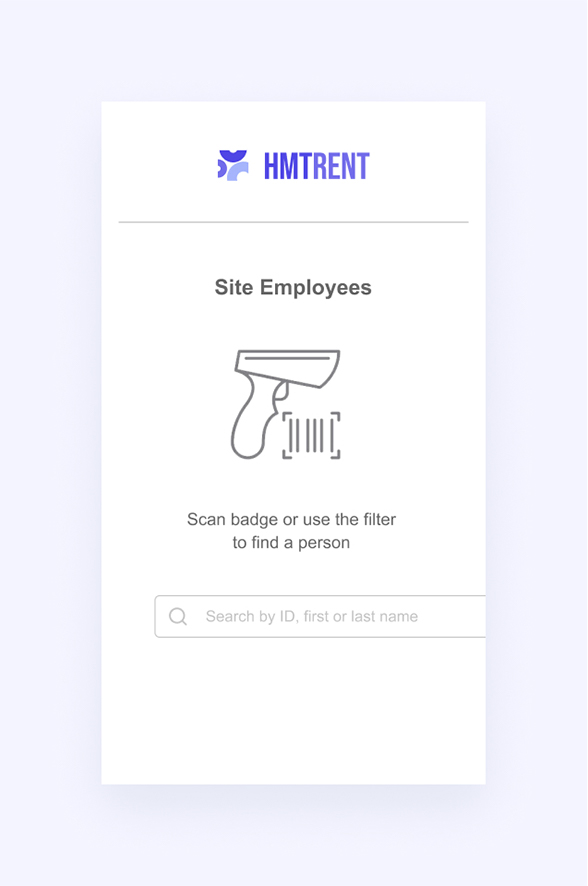 HMTRENT
Site Employees
Scan badge or use the filter
to find a person
Search by ID, first or last name